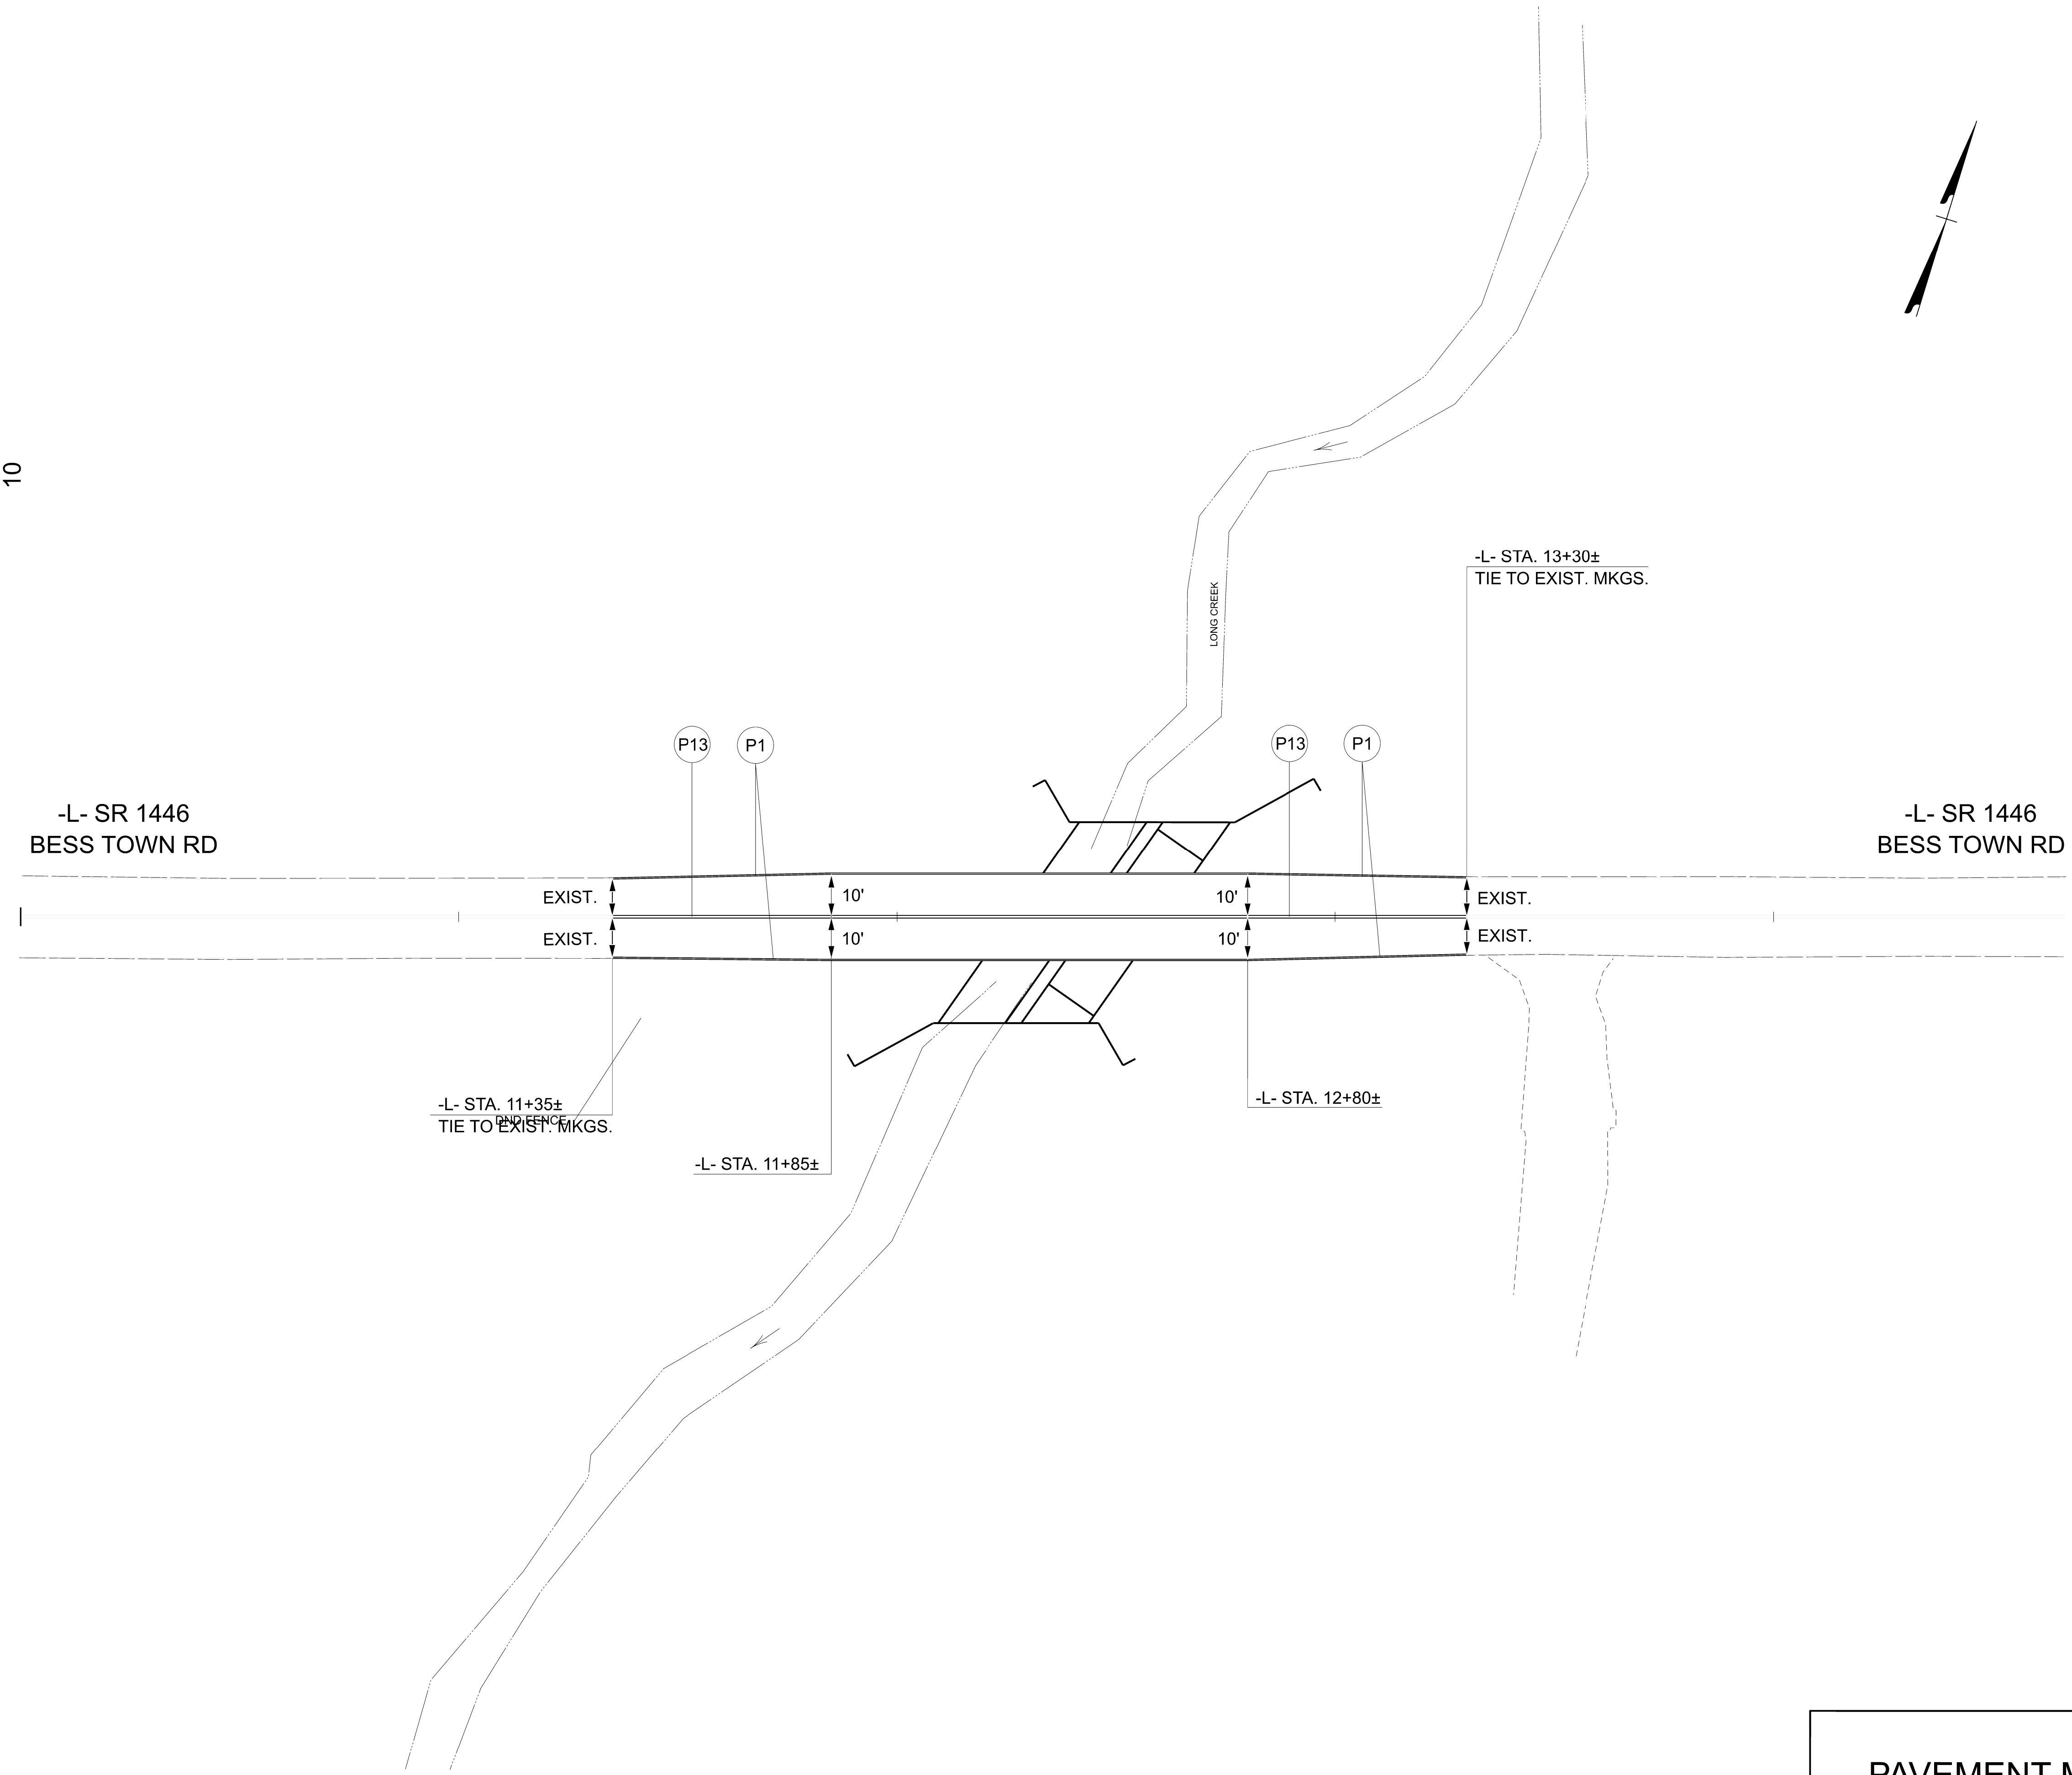 10
-L- STA. 13+30±
TIE TO EXIST. MKGS.
LONG CREEK
P13
P1
P13
P1
-L- SR 1446
BESS TOWN RD
-L- SR 1446
BESS TOWN RD
EXIST.
10'
10'
EXIST.
EXIST.
10'
10'
EXIST.
-L- STA. 11+35±
DND FENCE
TIE TO EXIST. MKGS.
-L- STA. 12+80±
-L- STA. 11+85±
PAVEMENT M